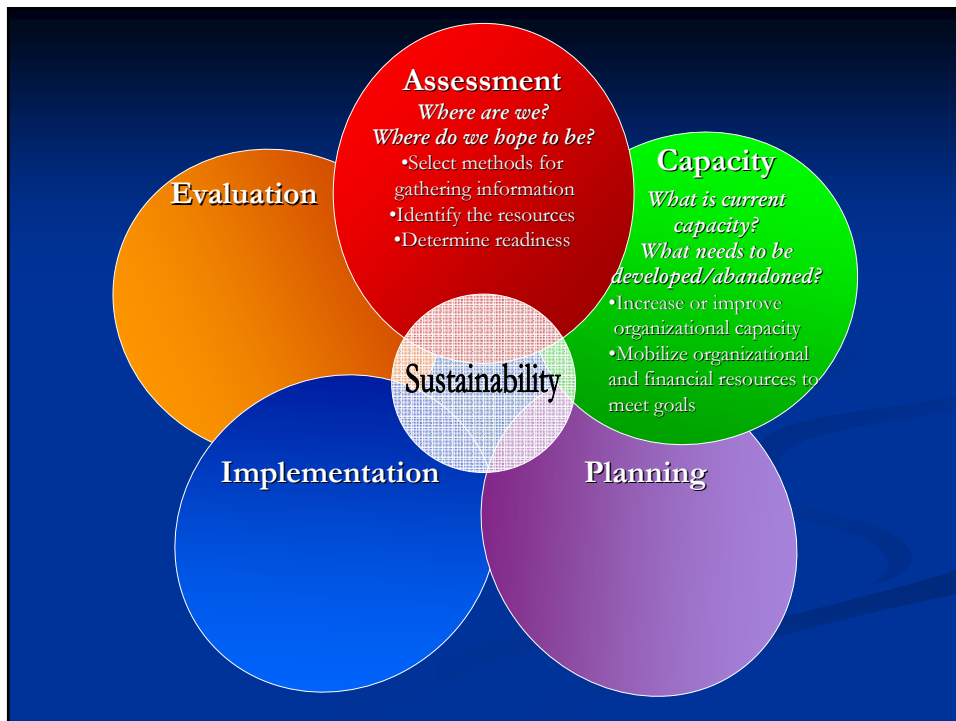 Assessment
Where are we?
Where do we hope to be?
•Select methods for
gathering information
•Identify the resources
•Determine readiness
Capacity
What is current
capacity?
What needs to be
developed/abandoned?
•Increase or improve
organizational capacity
•Mobilize organizational
and financial resources to
meet goals
Evaluation
Sustainability
Implementation
Planning